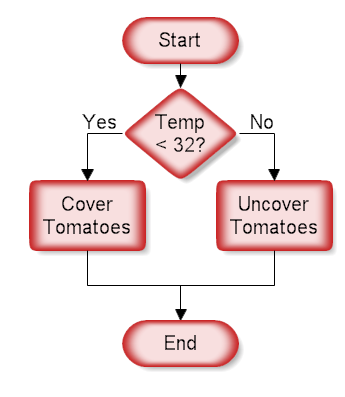 Start
Yes
Temp
< 32?
No
Cover
Tomatoes
Uncover
Tomatoes
End